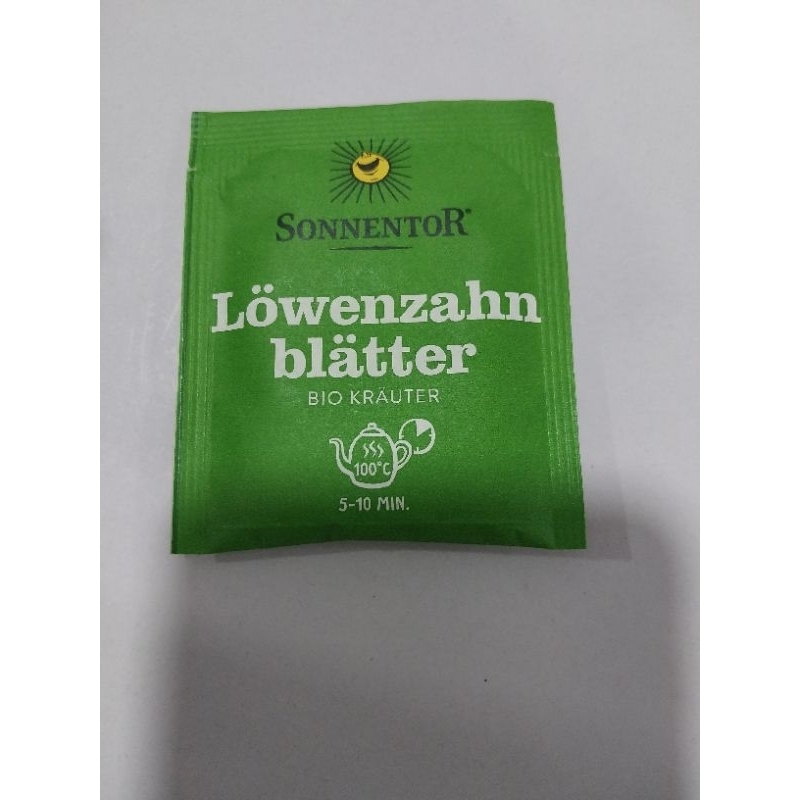 SONNENTOR®
Löwenzahn
blätter
BIO KRÄUTER
100°C
5-10 MIN.